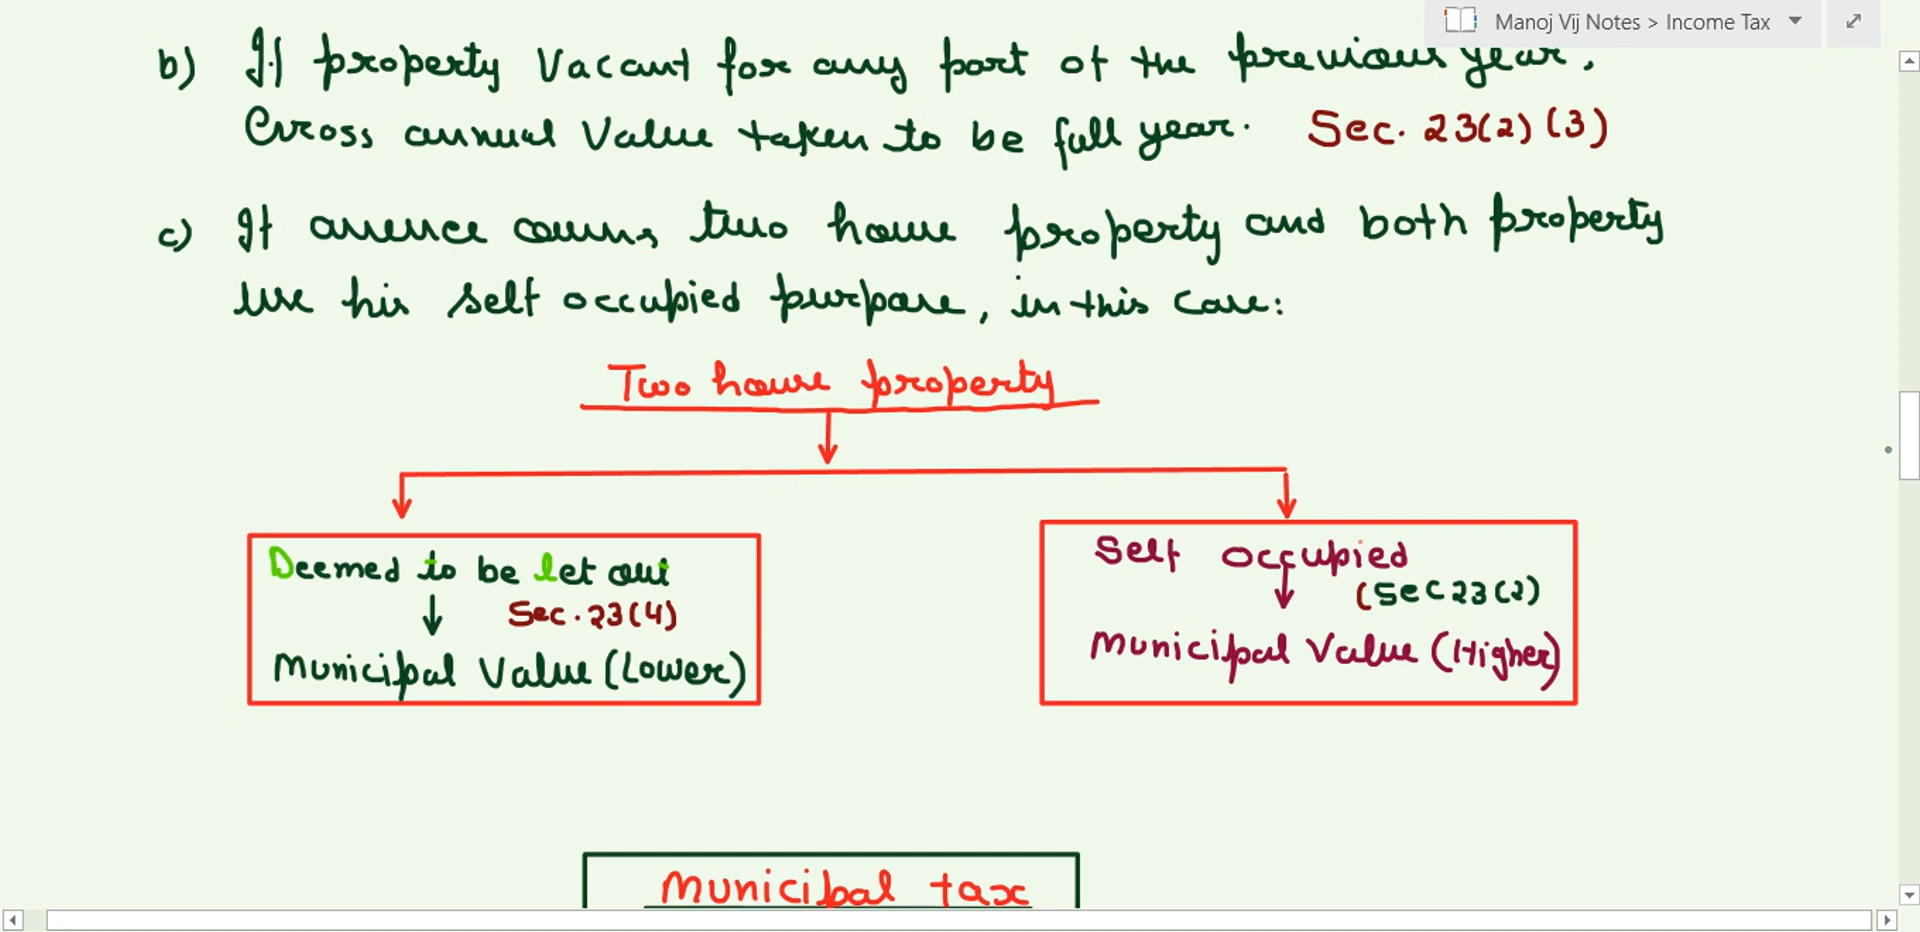 Manoj Vij Notes > Income Tax
b) If property Vacant for any part of the previous year,
Gross annual Value taken to be full year. Sec. 23(2)(3)
c) If assessee owns two house property and both property
use his self occupied purpose, in this case:
Two house property
Deemed to be let out
Sec. 23(4)
Municipal Value (Lower)
Self occupied
(Sec 23(2)
Municipal Value (Higher)
Municipal tax